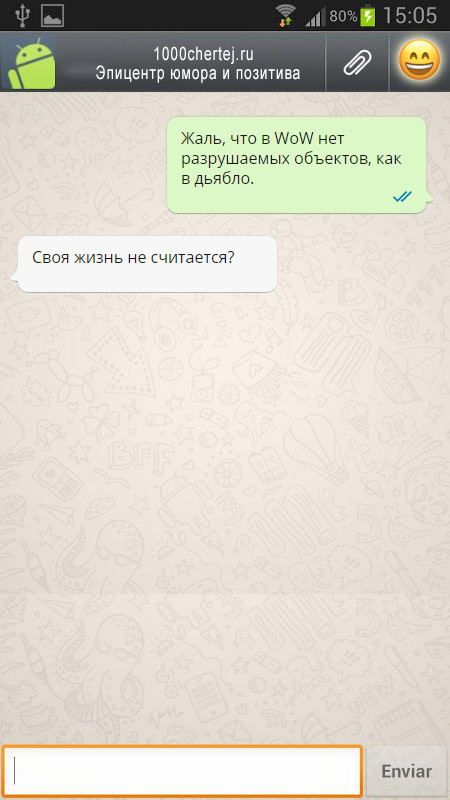 80% 15:05
1000chertej.ru
Эпицентр юмора и позитива
Жаль, что в WoW нет
разрушаемых объектов, как
в дьябло.
Своя жизнь не считается?
BFF
Enviar